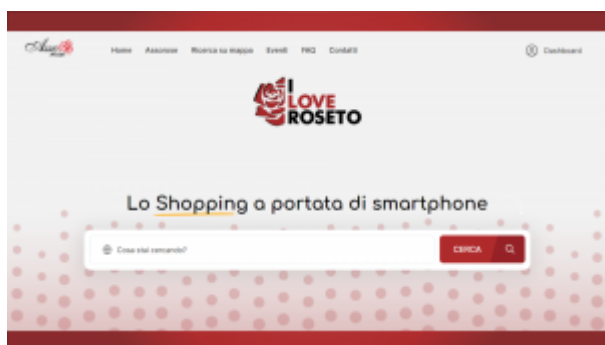 Home Assorose Ricerca su mappa Eventi FAQ Contatti Dashboard
I
LOVE
ROSETO
Lo Shopping a portata di smartphone
Cosa stai cercando? CERCA